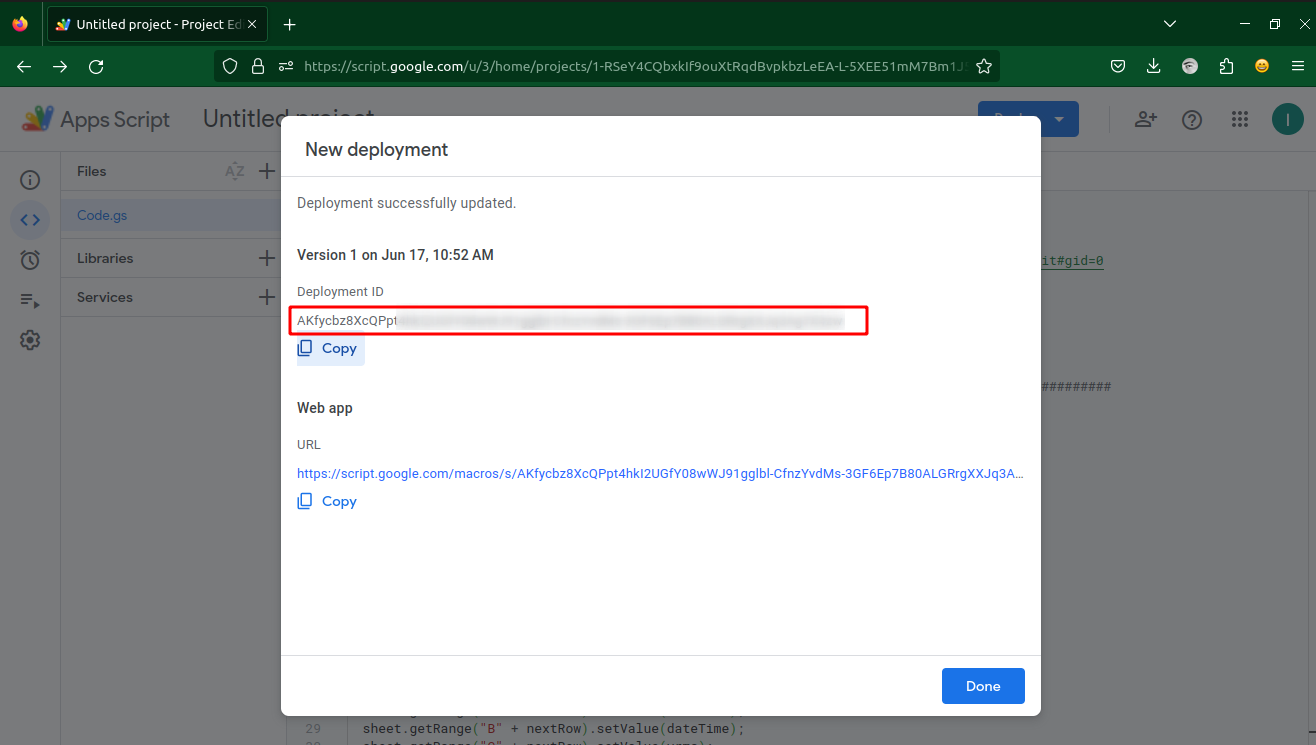 Untitled project - Project Ed
https://script.google.com/u/3/home/projects/1-RSeY4CQbxkIf9ouXtRqdBvpkbzLeEA-L-5XEE51mM7Bm1J
Apps Script
Untitled project
I
Files
AZ
Code.gs
Libraries
Services
New deployment
Deployment successfully updated.
Version 1 on Jun 17, 10:52 AM
Deployment ID
AKfycbz8XcQPpt
Copy
Web app
URL
https://script.google.com/macros/s/AKfycbz8XcQPpt4hkI2UGfY08wWJ91gglbl-CfnzYvdMs-3GF6Ep7B80ALGRrgXXJq3A...
Copy
Done
it#gid=0
#########
29 sheet.getRange("B" + nextRow).setValue(dateTime);